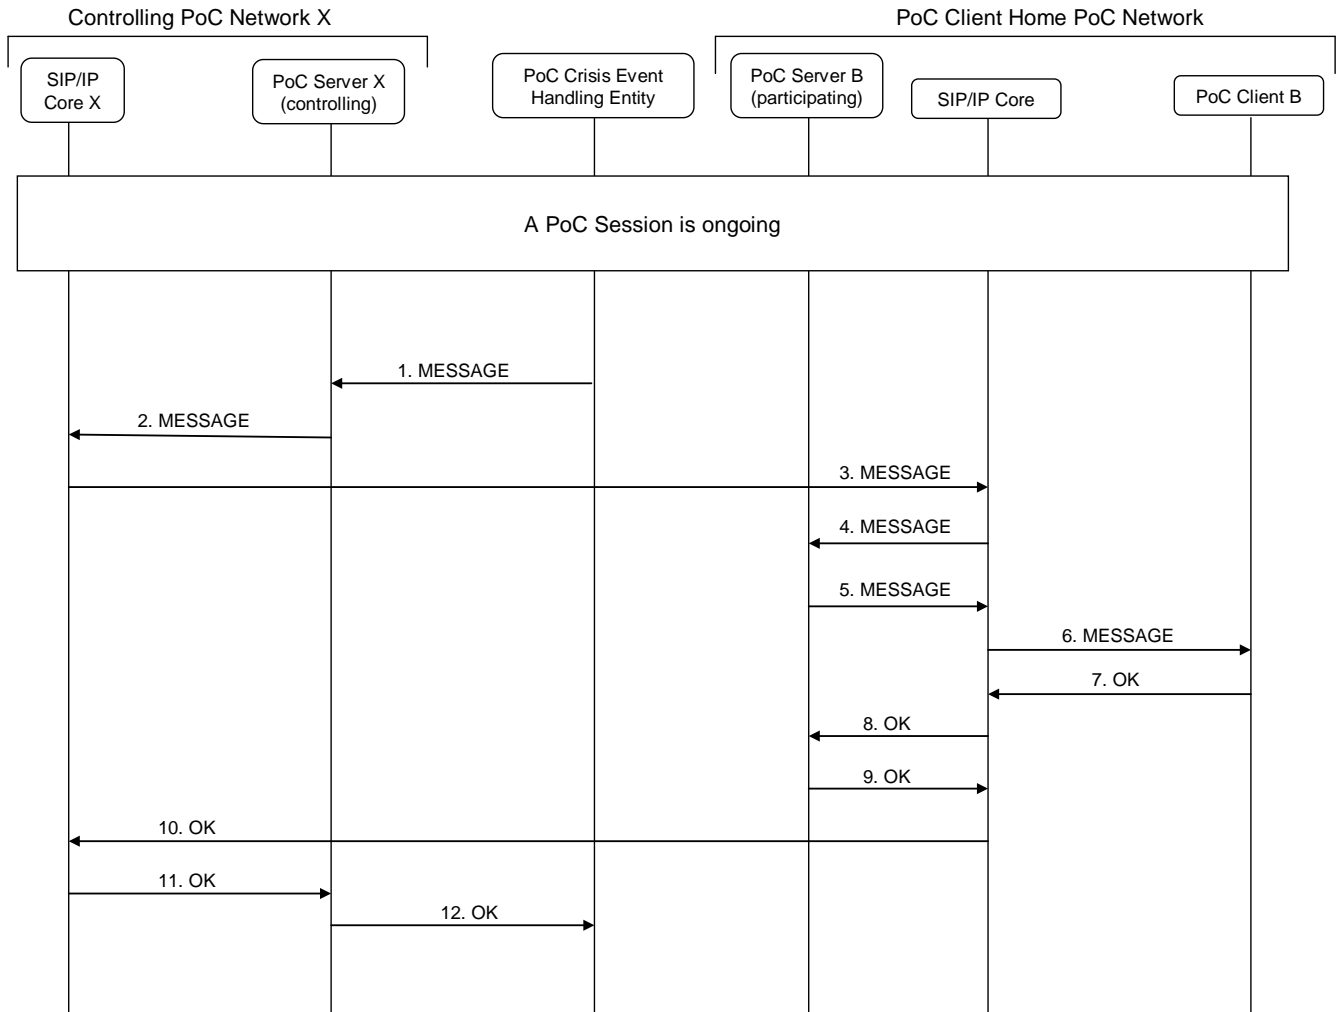 Controlling PoC Network X
PoC Client Home PoC Network
SIP/IP
Core X
PoC Server X
(controlling)
PoC Crisis Event
Handling Entity
PoC Server B
(participating)
SIP/IP Core
PoC Client B
A PoC Session is ongoing
1. MESSAGE
2. MESSAGE
3. MESSAGE
4. MESSAGE
5. MESSAGE
6. MESSAGE
7. OK
8. OK
9. OK
10. OK
11. OK
12. OK